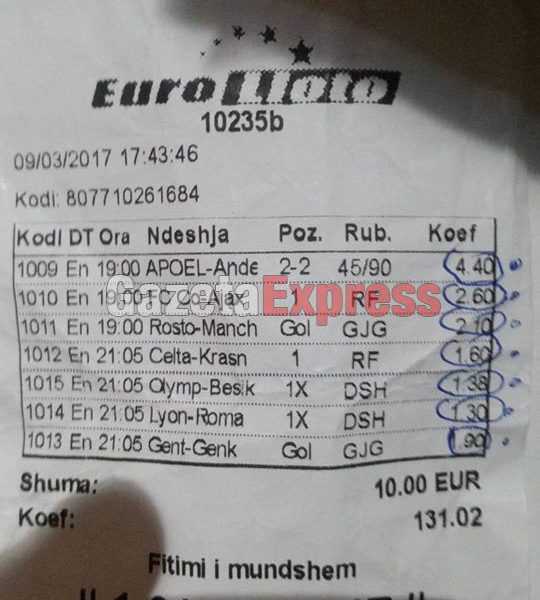 Euro
10235b
09/03/2017 17:43:46
Kodi: 807710261684
Kodi DT Ora Ndeshja Poz. Rub. Koef
1009 En 19:00 APOEL-Ande 2-2 45/90 4.40
1010 En 19:00 FC Zo-Ajax RF 2.60
GazetaExpress
1011 En 19:00 Rosto-Manch Gol GJG 2.10
1012 En 21:05 Celta-Krasn 1 RF 1.60
1015 En 21:05 Olymp-Besik 1X DSH 1.38
1014 En 21:05 Lyon-Roma 1X DSH 1.30
1013 En 21:05 Gent-Genk Gol GJG 1.90
Shuma: 10.00 EUR
Koef: 131.02
Fitimi i mundshem